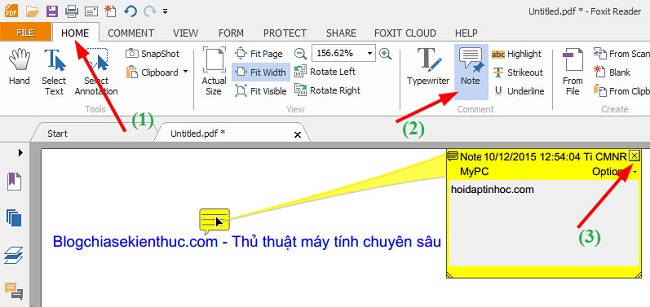 PDF
Untitled.pdf * - Foxit Reader
FILE HOME COMMENT VIEW FORM PROTECT SHARE FOXIT CLOUD HELP
Hand
Select Text
Select Annotation
SnapShot
Clipboard
Tools
Actual Size
Fit Page
Fit Width
Fit Visible
156.62%
Rotate Left
Rotate Right
View
Typewriter
Note
abc Highlight
Strikeout
U Underline
Comment
From File
From Scan
Blank
From Clipb
Create
(1)
(2)
Start
Untitled.pdf *
Note 10/12/2015 12:54:04 Ti CMNR
MyPC Option
hoidaptinhoc.com
(3)
Blogchiasekienthuc.com - Thủ thuật máy tính chuyên sâu